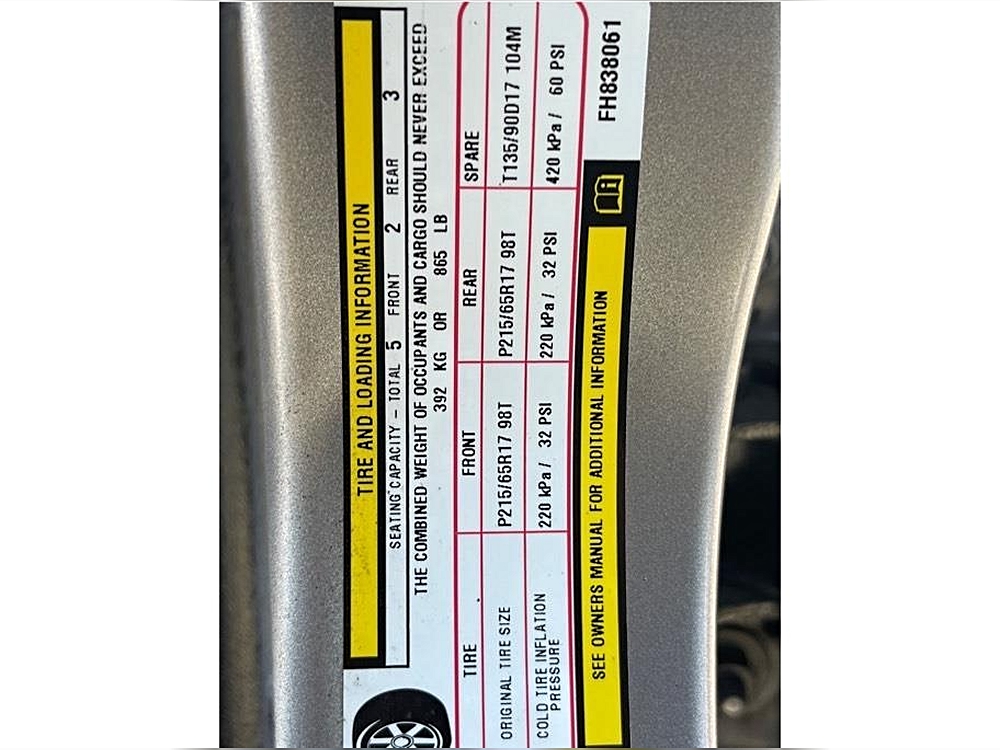 TIRE AND LOADING INFORMATION
SEATING CAPACITY – TOTAL 5 FRONT 2 REAR 3
THE COMBINED WEIGHT OF OCCUPANTS AND CARGO SHOULD NEVER EXCEED
392 KG OR 865 LB
TIRE FRONT REAR SPARE
ORIGINAL TIRE SIZE P215/65R17 98T P215/65R17 98T T135/90D17 104M
COLD TIRE INFLATION PRESSURE 220 kPa / 32 PSI 220 kPa / 32 PSI 420 kPa / 60 PSI
SEE OWNERS MANUAL FOR ADDITIONAL INFORMATION
FH838061